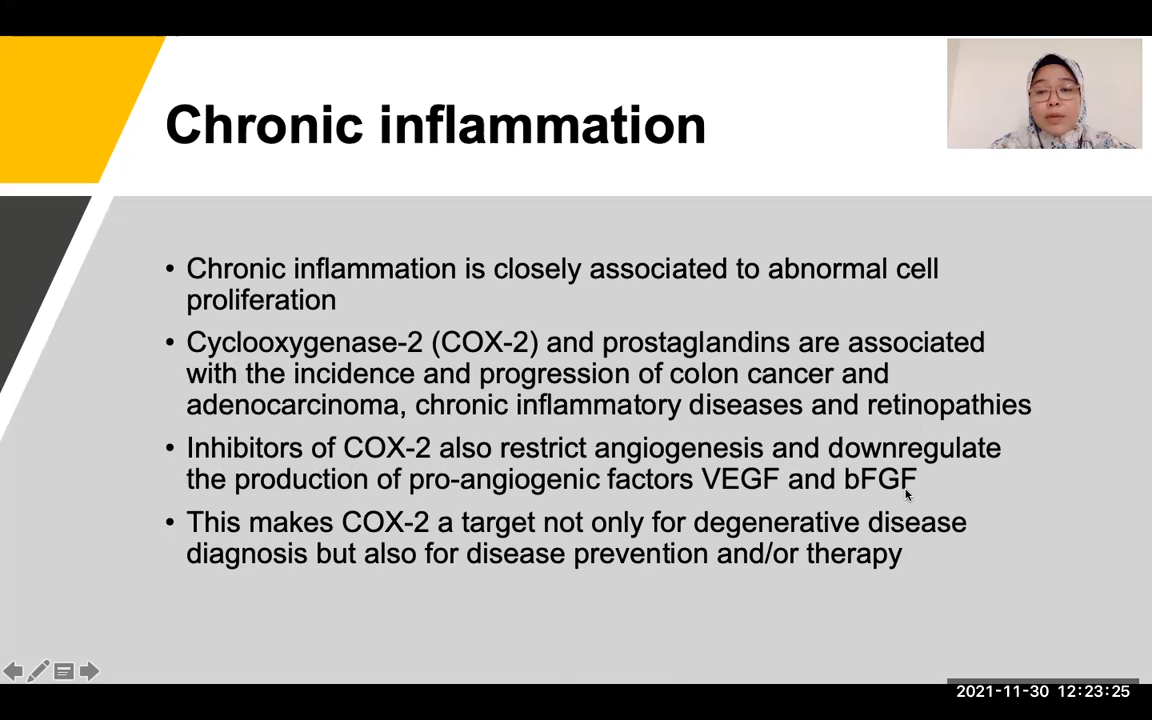 Chronic inflammation
• Chronic inflammation is closely associated to abnormal cell
proliferation
• Cyclooxygenase-2 (COX-2) and prostaglandins are associated
with the incidence and progression of colon cancer and
adenocarcinoma, chronic inflammatory diseases and retinopathies
• Inhibitors of COX-2 also restrict angiogenesis and downregulate
the production of pro-angiogenic factors VEGF and bFGF
• This makes COX-2 a target not only for degenerative disease
diagnosis but also for disease prevention and/or therapy
2021-11-30 12:23:25